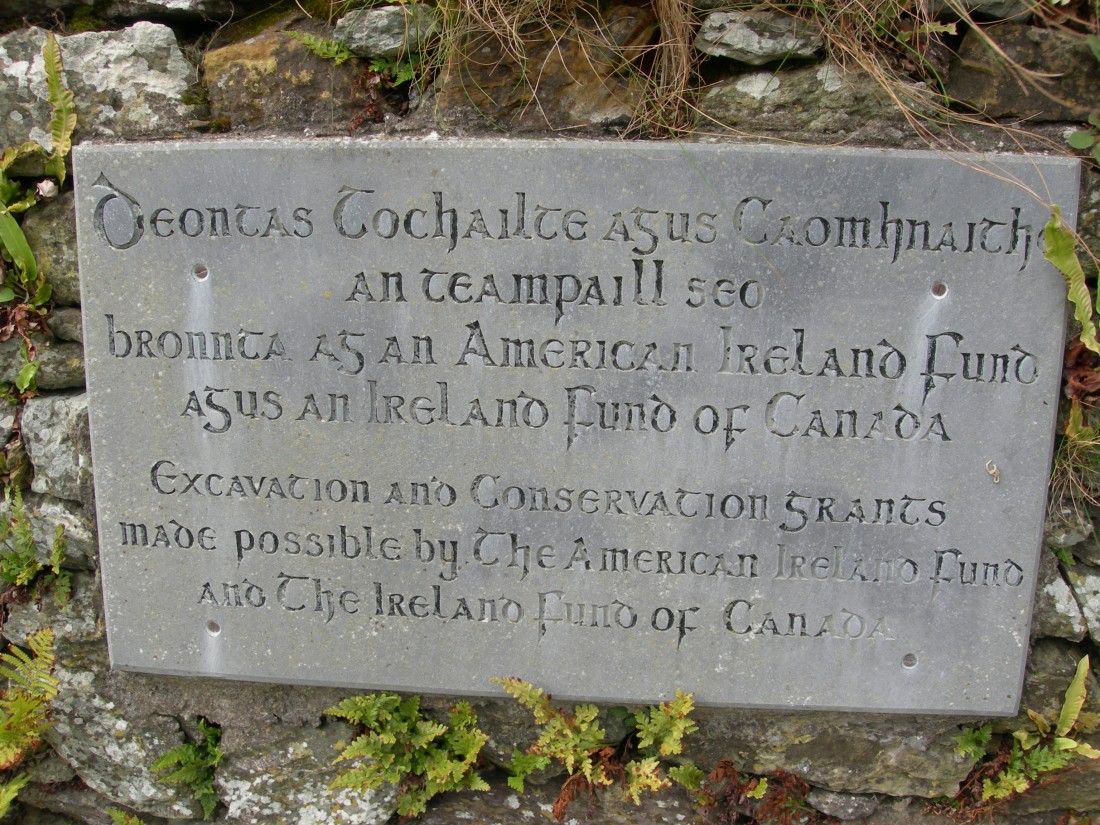 Deontas Tochailte agus Caomhnaithe
an teampaill seo
bronnta ag an American Ireland Fund
agus an Ireland Fund of Canada
Excavation and Conservation grants
made possible by The American Ireland Fund
and The Ireland Fund of Canada